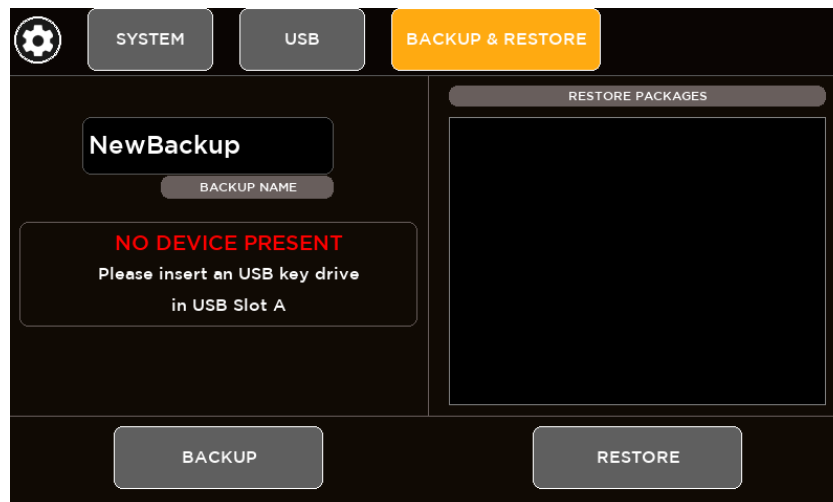 SYSTEM
USB
BACKUP & RESTORE
NewBackup
BACKUP NAME
NO DEVICE PRESENT
Please insert an USB key drive
in USB Slot A
RESTORE PACKAGES
BACKUP
RESTORE